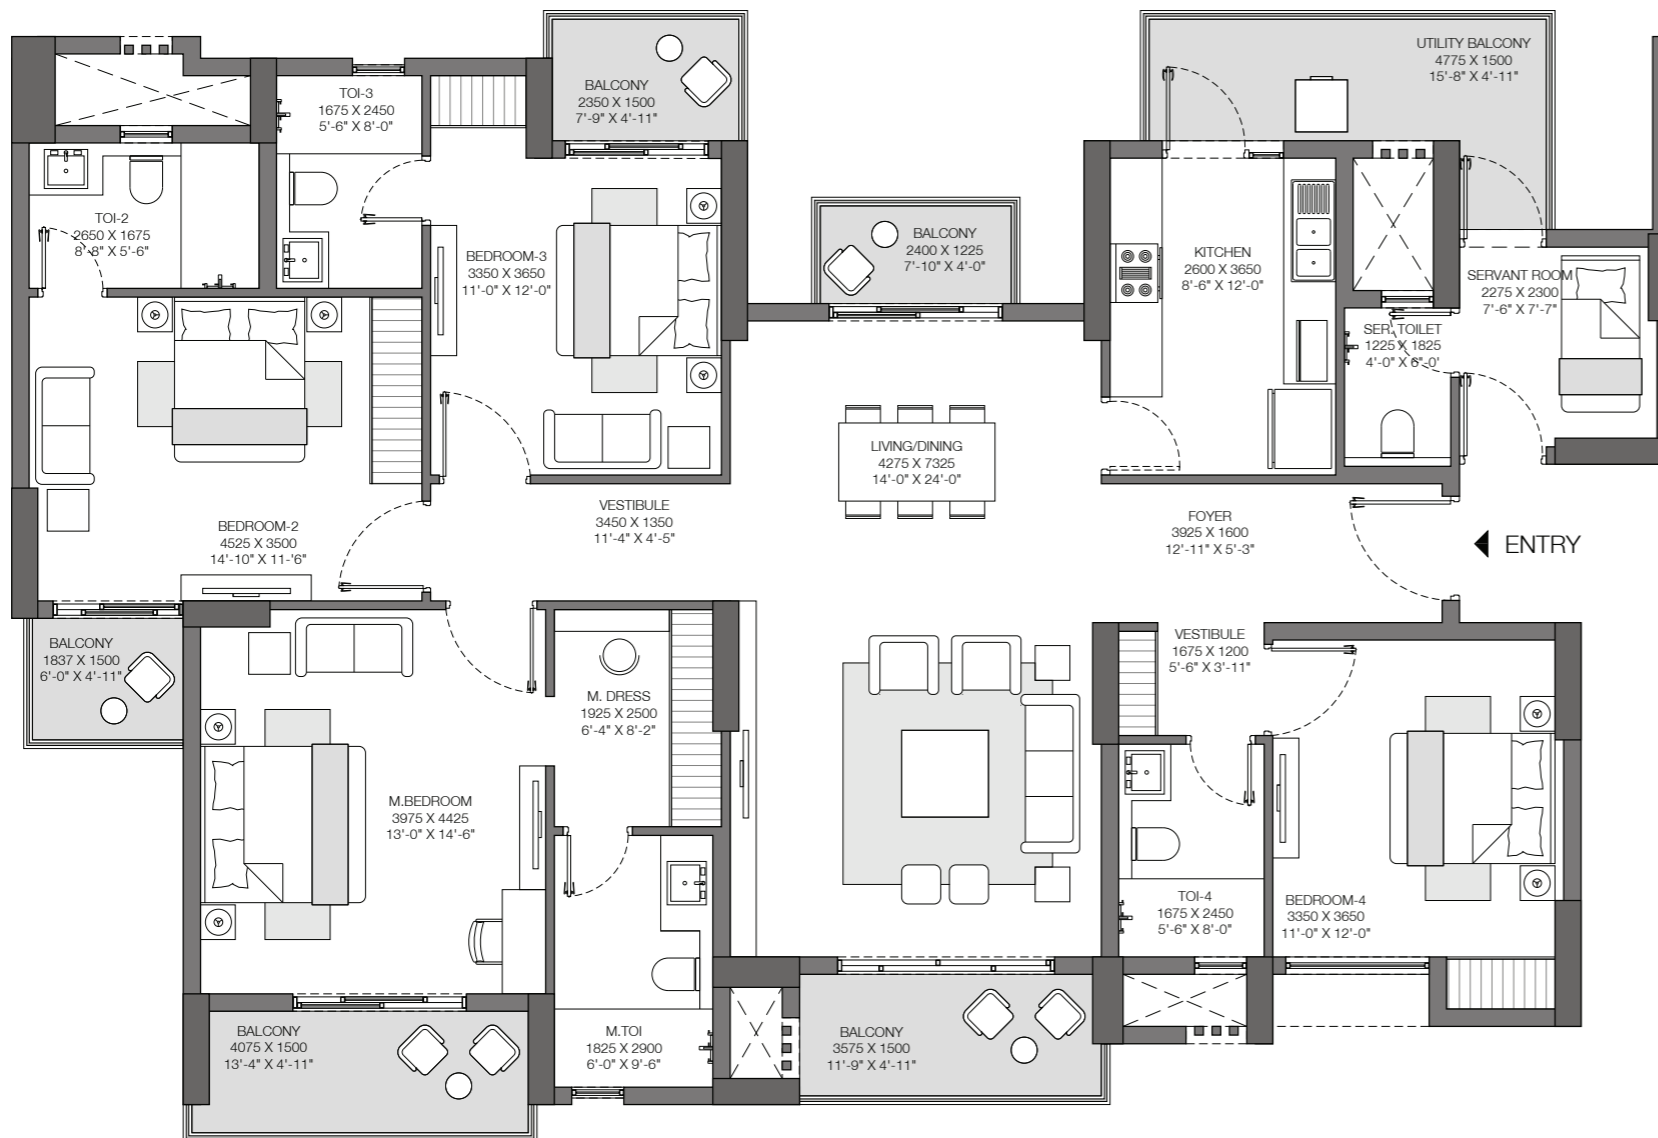 UTILITY BALCONY
4775 X 1500
15'-8" X 4'-11"
BALCONY
2350 X 1500
7'-9" X 4'-11"
TOI-3
1675 X 2450
5'-6" X 8'-0"
TOI-2
2650 X 1675
8'-8" X 5'-6"
BEDROOM-3
3350 X 3650
11'-0" X 12'-0"
BALCONY
2400 X 1225
7'-10" X 4'-0"
KITCHEN
2600 X 3650
8'-6" X 12'-0"
SERVANT ROOM
2275 X 2300
7'-6" X 7'-7"
SER. TOILET
1225 X 1825
4'-0" X 6'-0'
LIVING/DINING
4275 X 7325
14'-0" X 24'-0"
BEDROOM-2
4525 X 3500
14'-10" X 11-'6"
VESTIBULE
3450 X 1350
11'-4" X 4'-5"
FOYER
3925 X 1600
12'-11" X 5'-3"
ENTRY
BALCONY
1837 X 1500
6'-0" X 4'-11"
VESTIBULE
1675 X 1200
5'-6" X 3'-11"
M. DRESS
1925 X 2500
6'-4" X 8'-2"
M.BEDROOM
3975 X 4425
13'-0" X 14'-6"
TOI-4
1675 X 2450
5'-6" X 8'-0"
BEDROOM-4
3350 X 3650
11'-0" X 12'-0"
BALCONY
4075 X 1500
13'-4" X 4'-11"
M.TOI
1825 X 2900
6'-0" X 9'-6"
BALCONY
3575 X 1500
11'-9" X 4'-11"